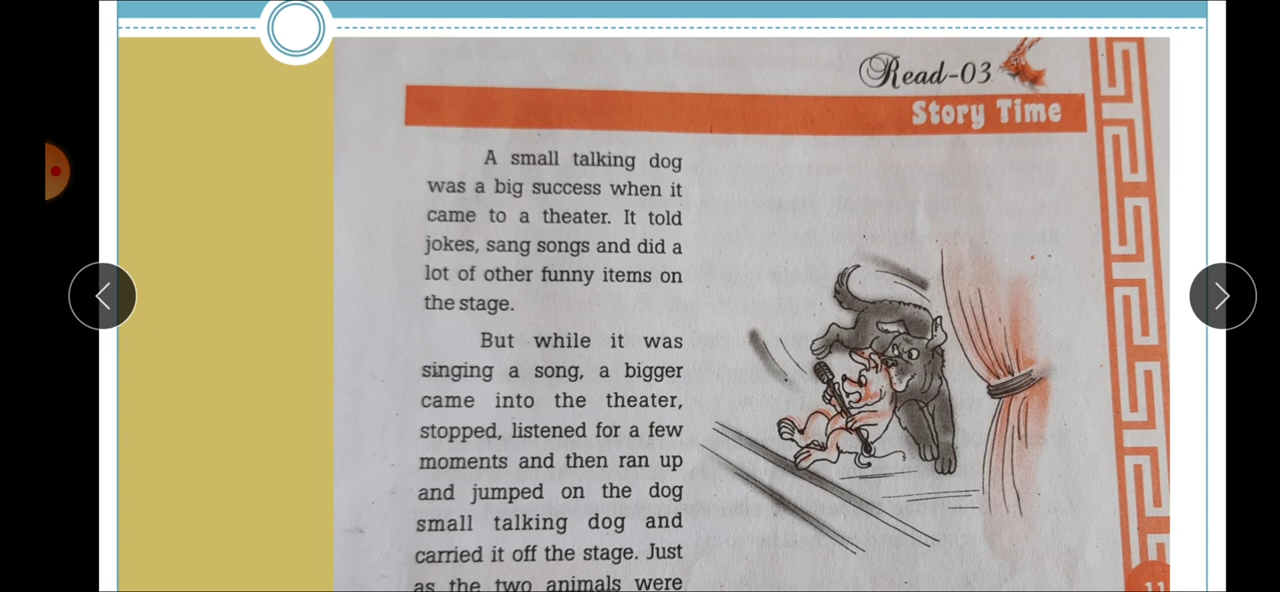 Read-03
Story Time
A small talking dog
was a big success when it
came to a theater. It told
jokes, sang songs and did a
lot of other funny items on
the stage.
But while it was
singing a song, a bigger
came into the theater,
stopped, listened for a few
moments and then ran up
and jumped on the dog
small talking dog and
carried it off the stage. Just
as the two animals were
11